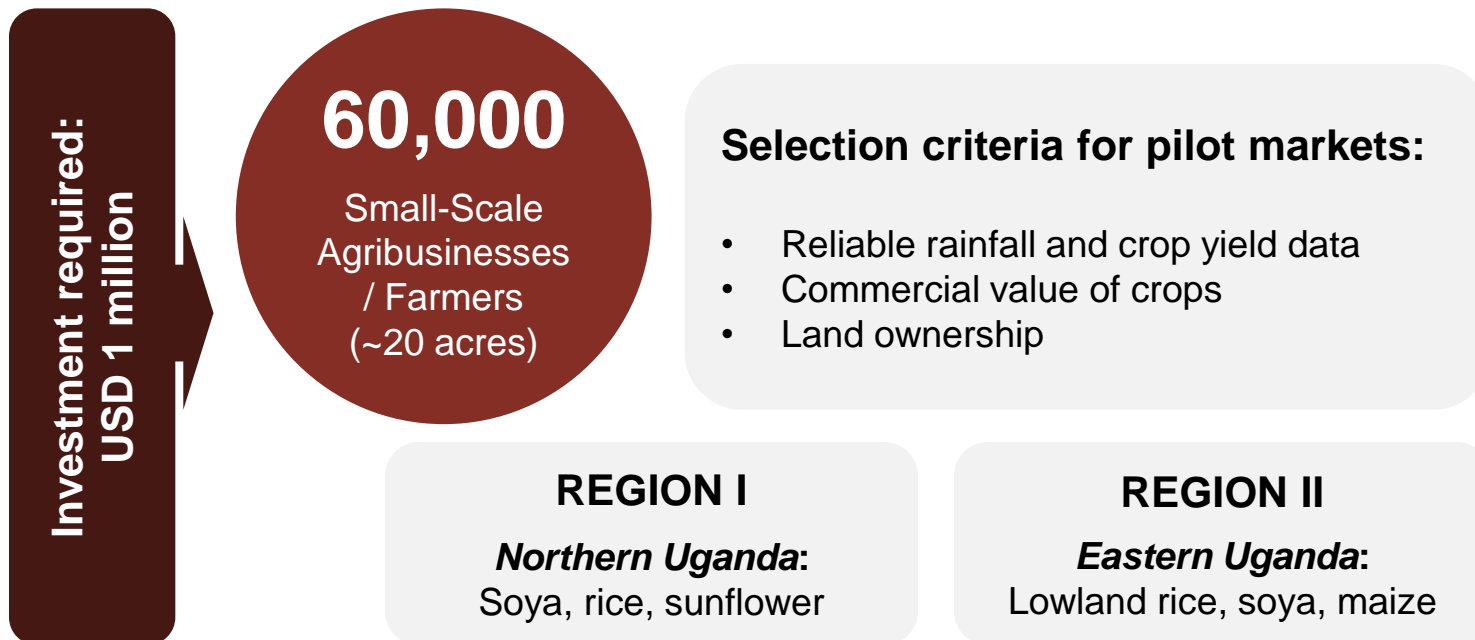 Investment required:
USD 1 million
60,000
Small-Scale
Agribusinesses
/ Farmers
(~20 acres)
Selection criteria for pilot markets:
• Reliable rainfall and crop yield data
• Commercial value of crops
• Land ownership
REGION I
Northern Uganda:
Soya, rice, sunflower
REGION II
Eastern Uganda:
Lowland rice, soya, maize